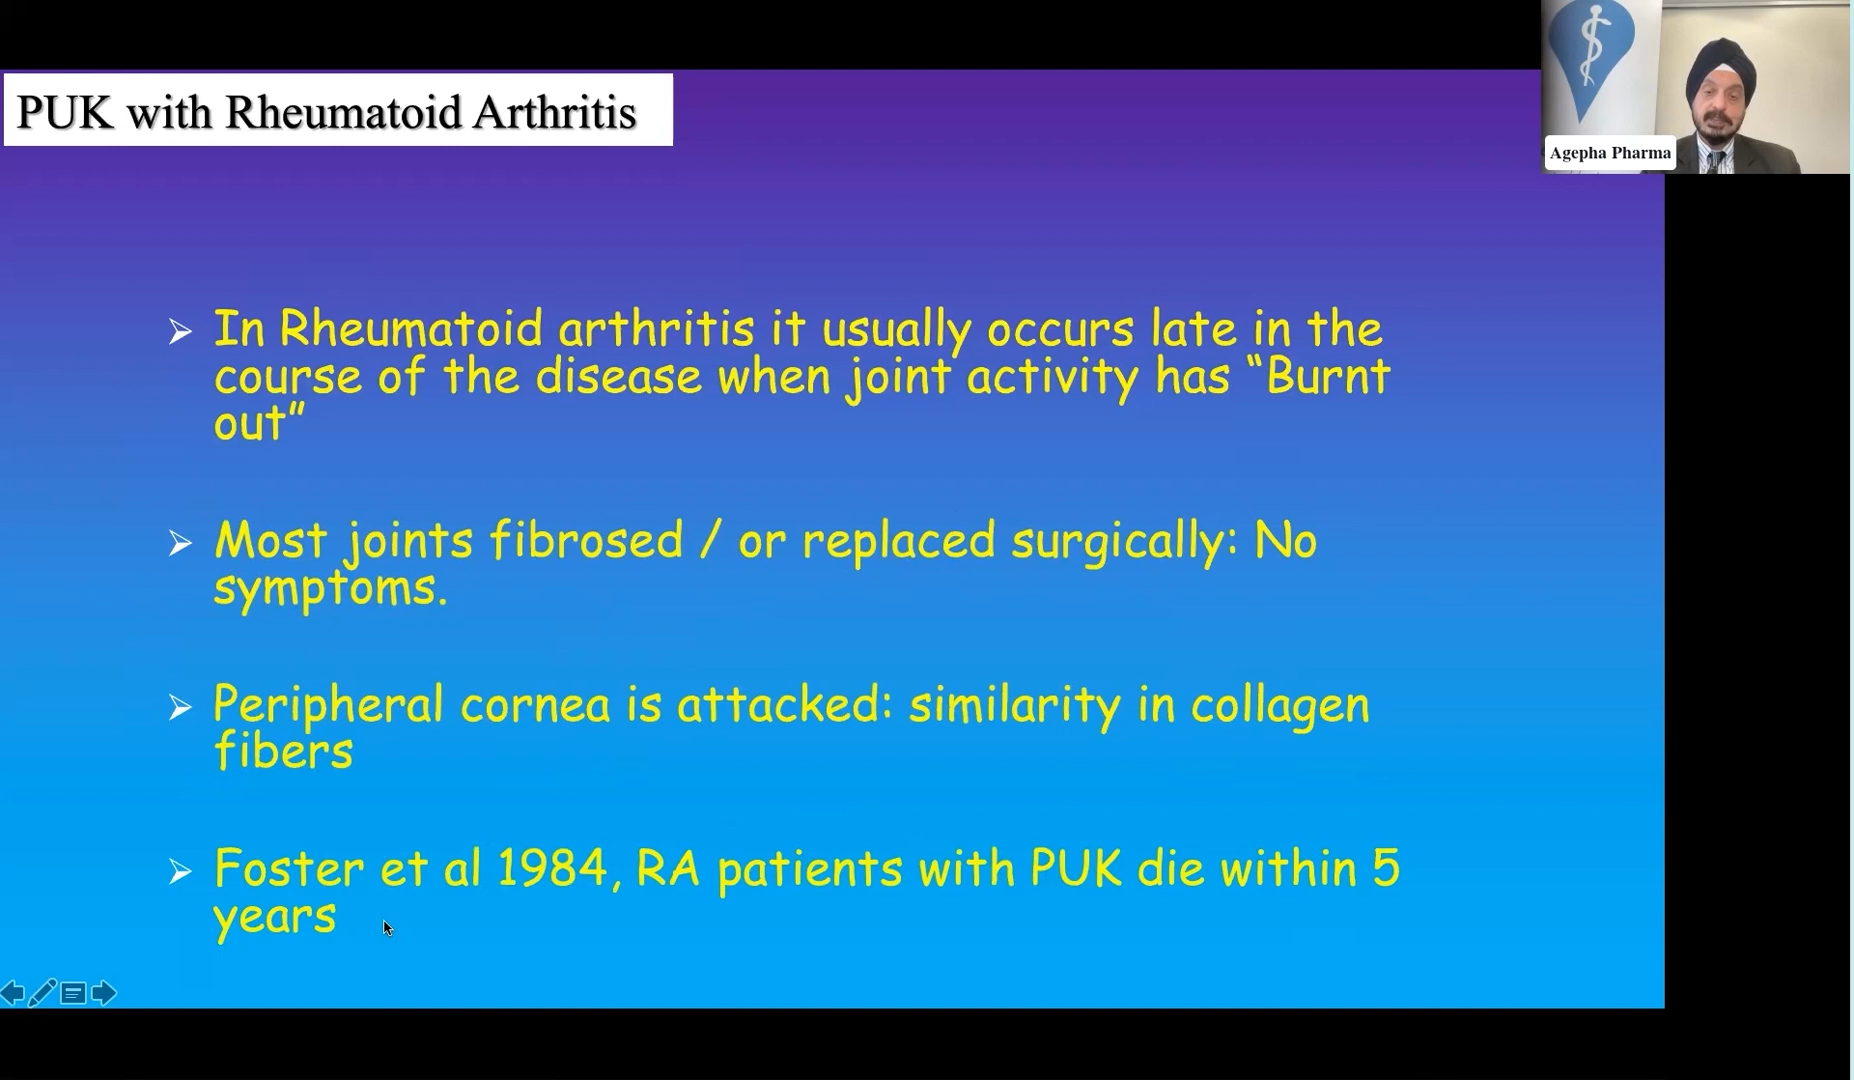 PUK with Rheumatoid Arthritis
Agepha Pharma
➤ In Rheumatoid arthritis it usually occurs late in the
course of the disease when joint activity has “Burnt
out”
➤ Most joints fibrosed / or replaced surgically: No
symptoms.
➤ Peripheral cornea is attacked: similarity in collagen
fibers
➤ Foster et al 1984, RA patients with PUK die within 5
years